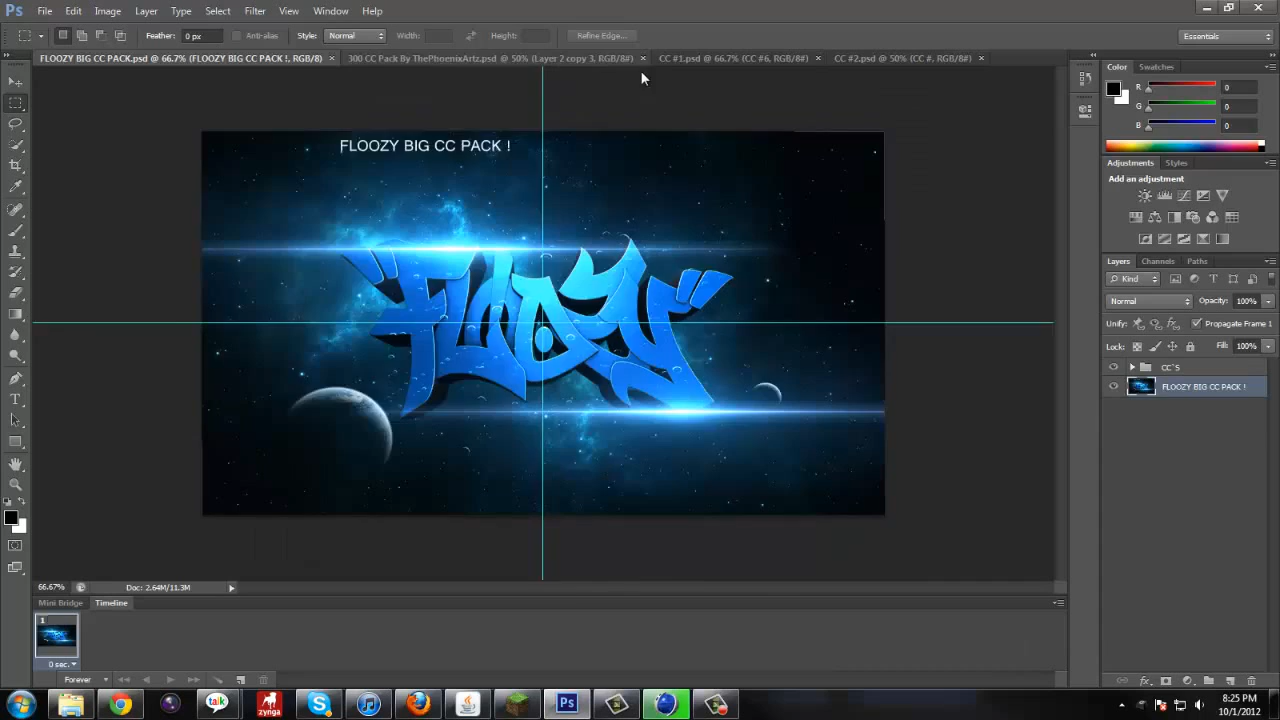 Ps File Edit Image Layer Type Select Filter View Window Help
Feather: 0 px Anti-alias Style: Normal Width: Height: Refine Edge... Essentials
FLOOZY BIG CC PACK.psd @ 66.7% (FLOOZY BIG CC PACK !, RGB/8) × 300 CC Pack By ThePhoenixArtz.psd @ 50% (Layer 2 copy 3, RGB/8#) × CC #1.psd @ 66.7% (CC #6, RGB/8#) × CC #2.psd @ 50% (CC #, RGB/8#) ×
Color Swatches
R 0
G 0
B 0
FLOOZY BIG CC PACK !
FLOOZY
Adjustments Styles
Add an adjustment
Layers Channels Paths
Kind
Normal Opacity: 100%
Unify: Propagate Frame 1
Lock: Fill: 100%
CC´S
FLOOZY BIG CC PACK !
66.67% Doc: 2.64M/11.3M
Mini Bridge Timeline
1
0 sec.
Forever
talk
zynga
Ps
8:25 PM
10/1/2012